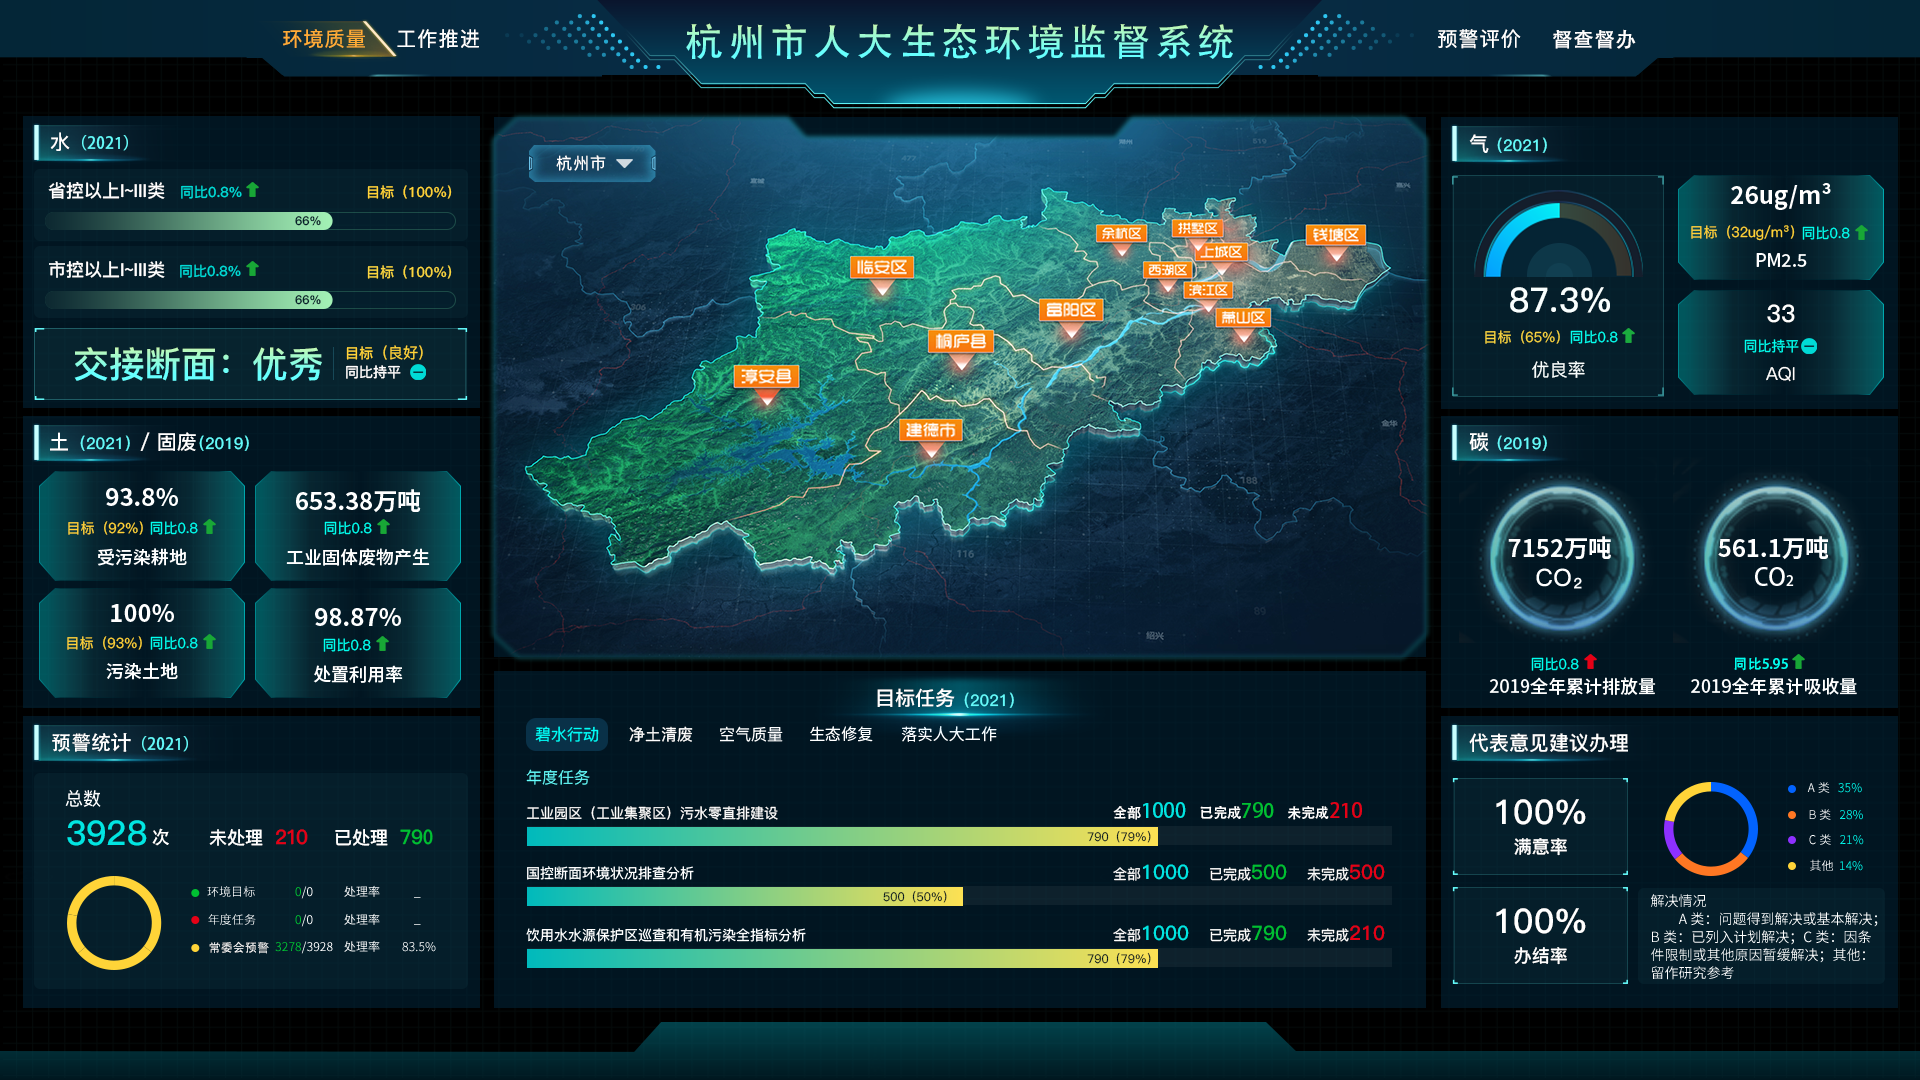 环境质量 工作推进 杭州市人大生态环境监督系统 预警评价 督查督办
水（2021）
省控以上I~III类 同比0.8% 目标（100%）
66%
市控以上I~III类 同比0.8% 目标（100%）
66%
交接断面：优秀 目标（良好）
同比持平
土（2021）/ 固废(2019)
93.8%
目标（92%）同比0.8
受污染耕地
653.38万吨
同比0.8
工业固体废物产生
100%
目标（93%）同比0.8
污染土地
98.87%
同比0.8
处置利用率
预警统计（2021）
总数
3928 次 未处理 210 已处理 790
环境目标 0/0 处理率 _
年度任务 0/0 处理率 _
常委会预警 3278/3928 处理率 83.5%
杭州市
余杭区
拱墅区
钱塘区
上城区
西湖区
临安区
滨江区
富阳区
萧山区
桐庐县
淳安县
建德市
116
188
89
绍兴
金华
目标任务（2021）
碧水行动 净土清废 空气质量 生态修复 落实人大工作
年度任务
工业园区（工业集聚区）污水零直排建设 全部1000 已完成790 未完成210
790（79%）
国控断面环境状况排查分析 全部1000 已完成500 未完成500
500（50%）
饮用水水源保护区巡查和有机污染全指标分析 全部1000 已完成790 未完成210
790（79%）
气（2021）
87.3%
目标（65%）同比0.8
优良率
26ug/m³
目标（32ug/m³）同比0.8
PM2.5
33
同比持平
AQI
碳（2019）
7152万吨
CO₂
同比0.8
2019全年累计排放量
561.1万吨
CO₂
同比5.95
2019全年累计吸收量
代表意见建议办理
100%
满意率
100%
办结率
A 类 35%
B 类 28%
C 类 21%
其他 14%
解决情况
A 类：问题得到解决或基本解决；
B 类：已列入计划解决；C 类：因条
件限制或其他原因暂缓解决；其他：
留作研究参考